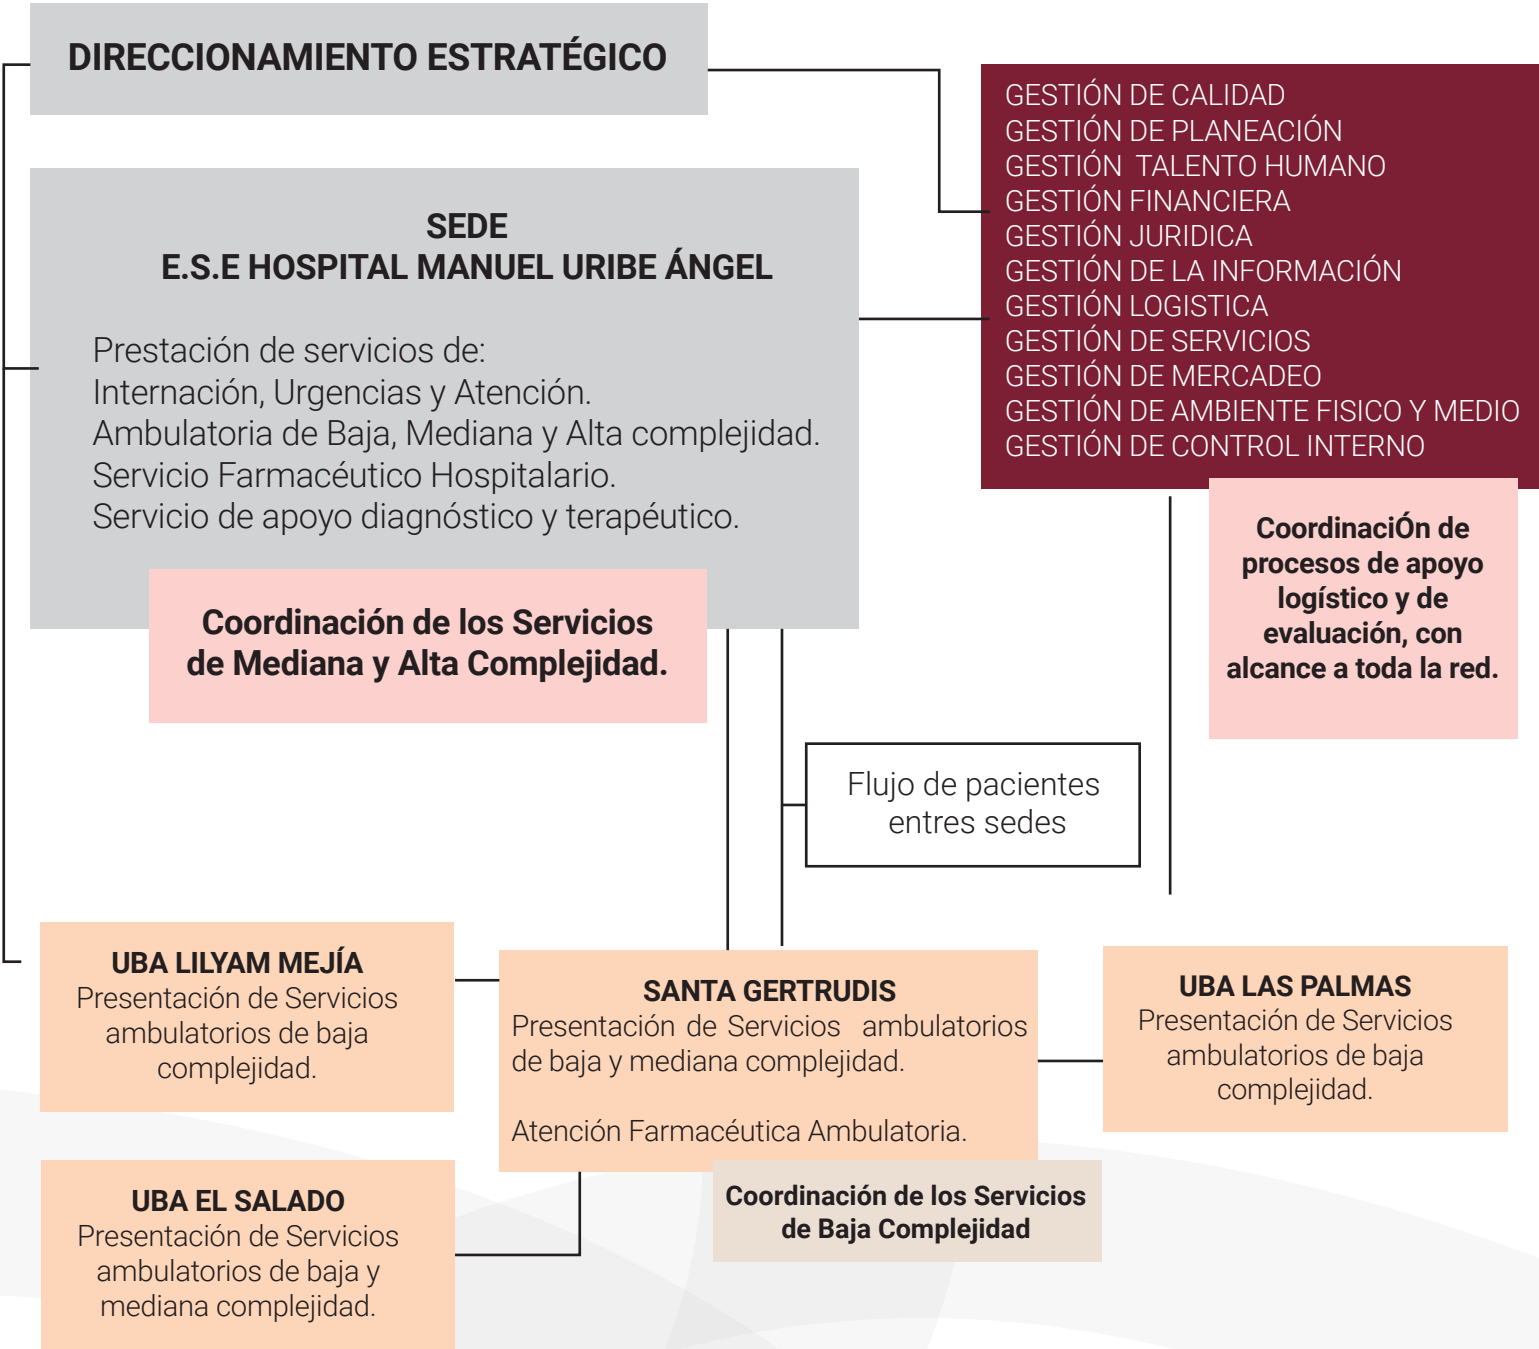 DIRECCIONAMIENTO ESTRATÉGICO
GESTIÓN DE CALIDAD
GESTIÓN DE PLANEACIÓN
GESTIÓN TALENTO HUMANO
GESTIÓN FINANCIERA
GESTIÓN JURIDICA
GESTIÓN DE LA INFORMACIÓN
GESTIÓN LOGISTICA
GESTIÓN DE SERVICIOS
GESTIÓN DE MERCADEO
GESTIÓN DE AMBIENTE FISICO Y MEDIO
GESTIÓN DE CONTROL INTERNO
SEDE
E.S.E HOSPITAL MANUEL URIBE ÁNGEL
Prestación de servicios de:
Internación, Urgencias y Atención.
Ambulatoria de Baja, Mediana y Alta complejidad.
Servicio Farmacéutico Hospitalario.
Servicio de apoyo diagnóstico y terapéutico.
Coordinación de los Servicios
de Mediana y Alta Complejidad.
CoordinaciÓn de
procesos de apoyo
logístico y de
evaluación, con
alcance a toda la red.
Flujo de pacientes
entres sedes
UBA LILYAM MEJÍA
Presentación de Servicios
ambulatorios de baja
complejidad.
SANTA GERTRUDIS
Presentación de Servicios ambulatorios
de baja y mediana complejidad.
Atención Farmacéutica Ambulatoria.
Coordinación de los Servicios
de Baja Complejidad
UBA LAS PALMAS
Presentación de Servicios
ambulatorios de baja
complejidad.
UBA EL SALADO
Presentación de Servicios
ambulatorios de baja y
mediana complejidad.